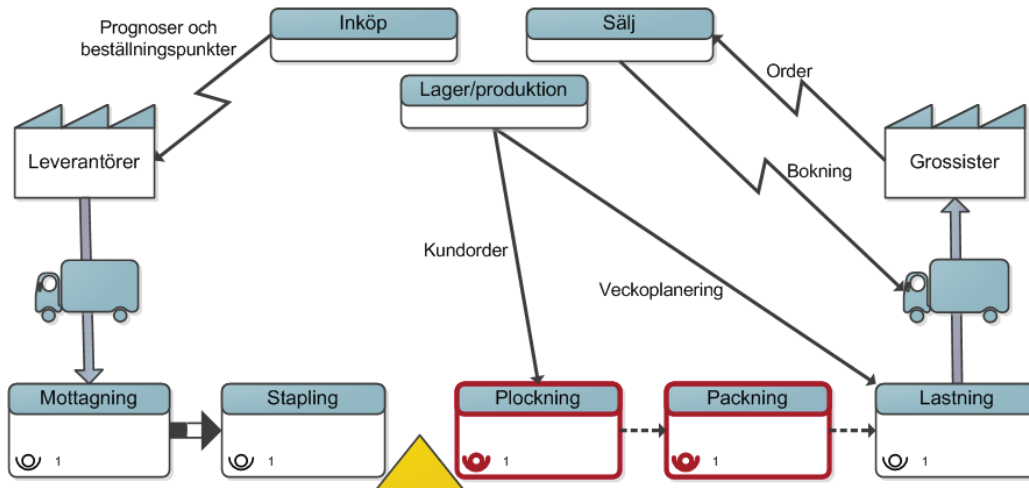 Prognoser och
beställningspunkter
Inköp
Sälj
Lager/produktion
Order
Leverantörer
Grossister
Bokning
Kundorder
Veckoplanering
Mottagning
1
Stapling
1
Plockning
1
Packning
1
Lastning
1